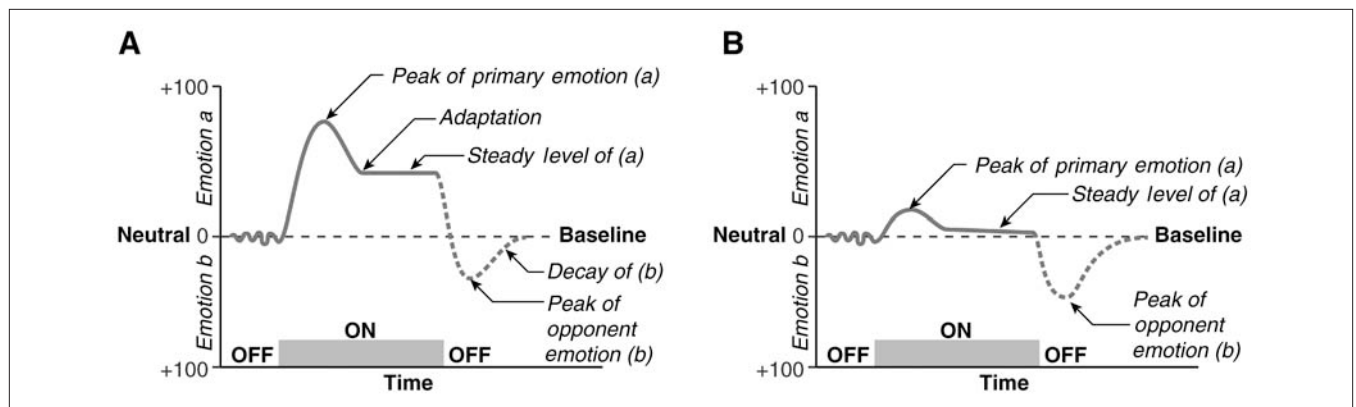 A
+100
Peak of primary emotion (a)
Adaptation
Steady level of (a)
Emotion a
Neutral 0
Baseline
Emotion b
Decay of (b)
Peak of
opponent
emotion (b)
ON
OFF
OFF
+100
Time
B
+100
Peak of primary emotion (a)
Steady level of (a)
Emotion a
Neutral 0
Baseline
Emotion b
Peak of
opponent
emotion (b)
ON
OFF
OFF
+100
Time